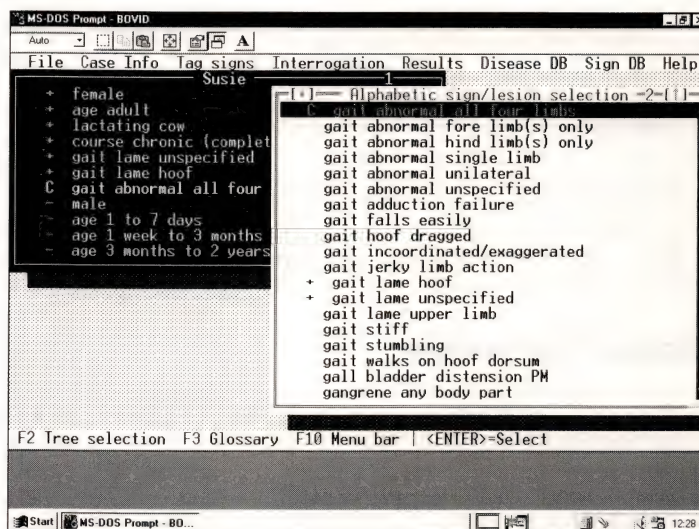 MS-DOS Prompt - BOVID
Auto A
File Case Info Tag signs Interrogation Results Disease DB Sign DB Help
Susie 1
+ female
+ age adult
+ lactating cow
+ course chronic (complet
+ gait lame unspecified
+ gait lame hoof
C gait abnormal all four
- male
- age 1 to 7 days
- age 1 week to 3 months
- age 3 months to 2 years
Alphabetic sign/lesion selection 2
C gait abnormal all four limbs
gait abnormal fore limb(s) only
gait abnormal hind limb(s) only
gait abnormal single limb
gait abnormal unilateral
gait abnormal unspecified
gait adduction failure
gait falls easily
gait hoof dragged
gait incoordinated/exaggerated
gait jerky limb action
+ gait lame hoof
+ gait lame unspecified
gait lame upper limb
gait stiff
gait stumbling
gait walks on hoof dorsum
gall bladder distension PM
gangrene any body part
F2 Tree selection F3 Glossary F10 Menu bar | <ENTER>=Select
Start MS-DOS Prompt - BO... 12:28